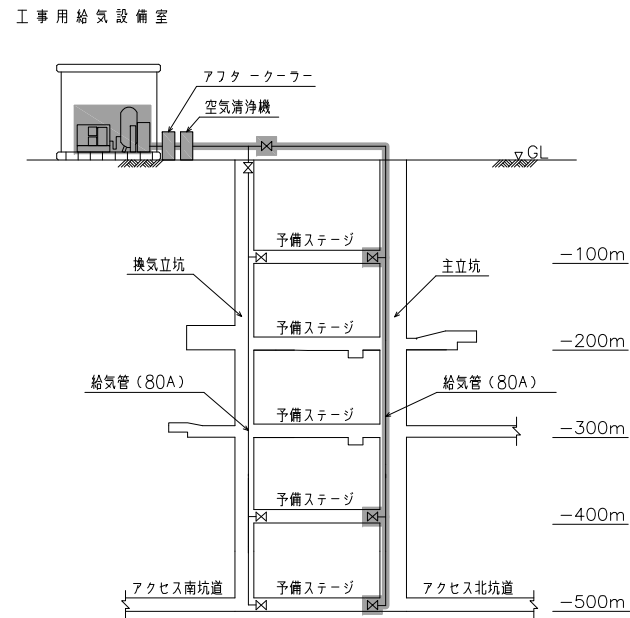 工事用給気設備室
アフタークーラー
空気清浄機
GL
予備ステージ
-100m
換気立坑
主立坑
予備ステージ
-200m
給気管（80A）
給気管（80A）
予備ステージ
-300m
予備ステージ
-400m
アクセス南坑道
予備ステージ
アクセス北坑道
-500m